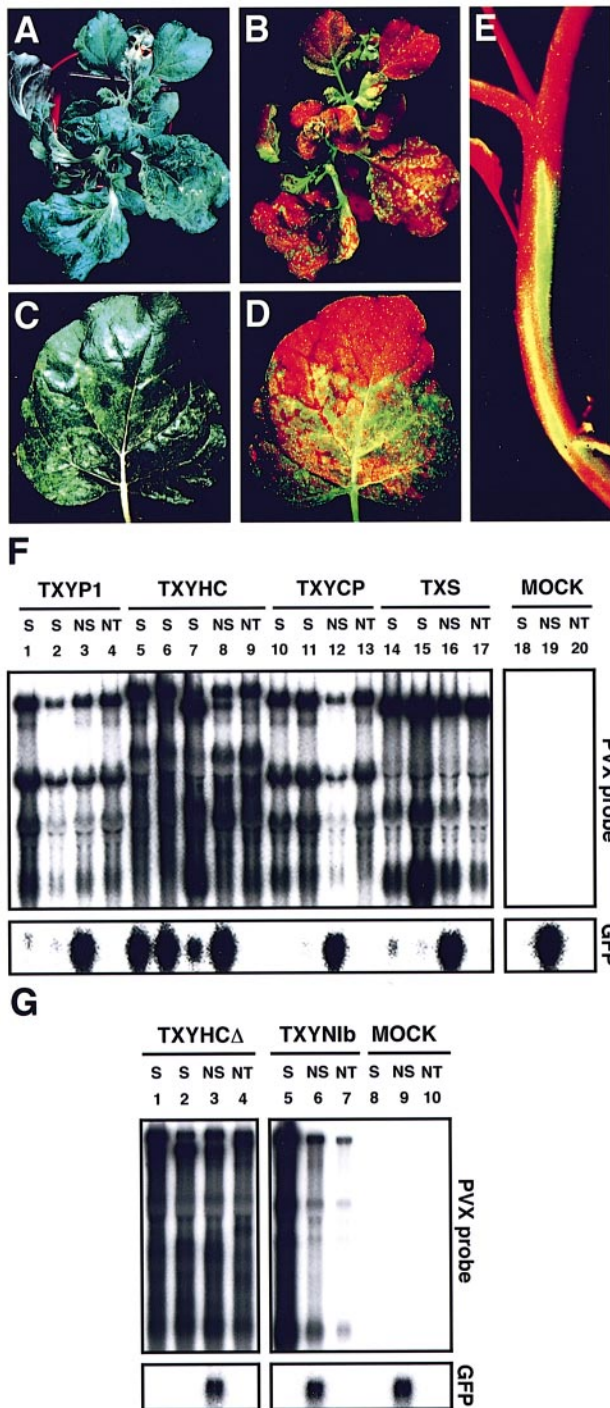 A
B
E
C
D
F
TXYP1 TXYHC TXYCP TXS MOCK
S S NS NT S S S NS NT S S NS NT S S NS NT S NS NT
1 2 3 4 5 6 7 8 9 10 11 12 13 14 15 16 17 18 19 20
PVX probe
GFP
G
TXYHCΔ TXYNIb MOCK
S S NS NT S NS NT S NS NT
1 2 3 4 5 6 7 8 9 10
PVX probe
GFP